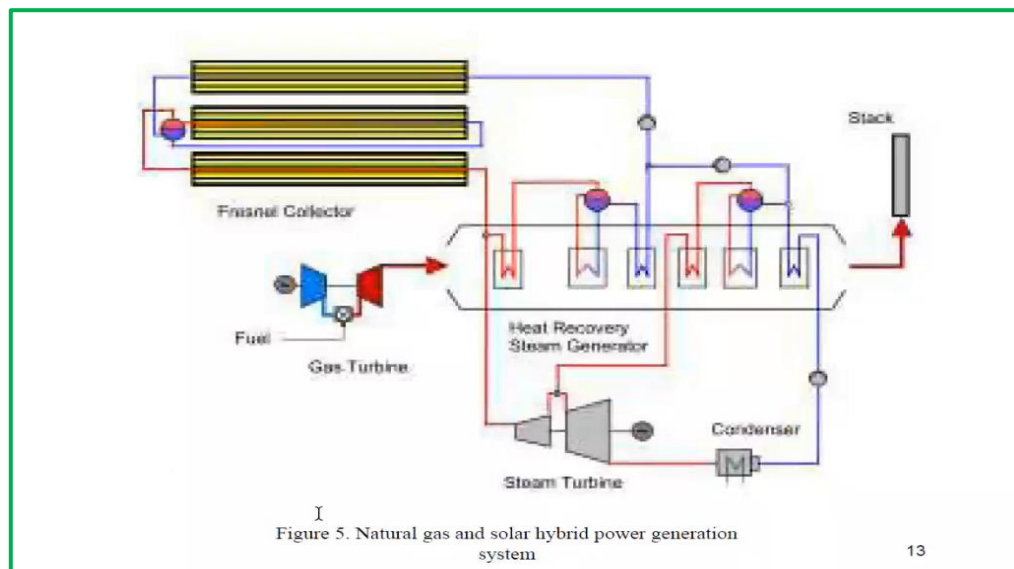 Stack
Fresnel Collector
Heat Recovery
Steam Generator
Fuel
Gas Turbine
Condenser
Steam Turbine
Figure 5. Natural gas and solar hybrid power generation
system
13